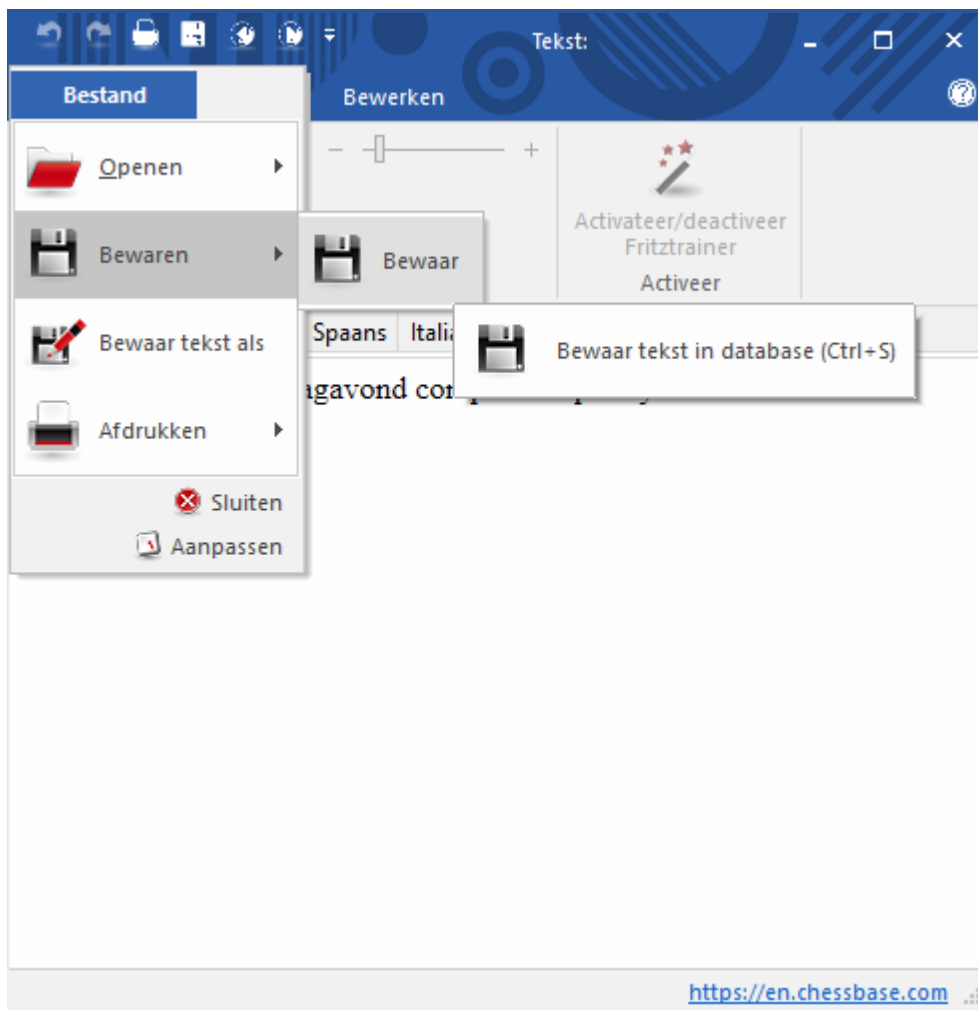 Tekst:
Bestand
Bewerken
Openen
Bewaren
Bewaar
Bewaar tekst als
Afdrukken
Sluiten
Aanpassen
Activateer/deactiveer
Fritztrainer
Activeer
Spaans
Bewaar tekst in database (Ctrl+S)
https://en.chessbase.com